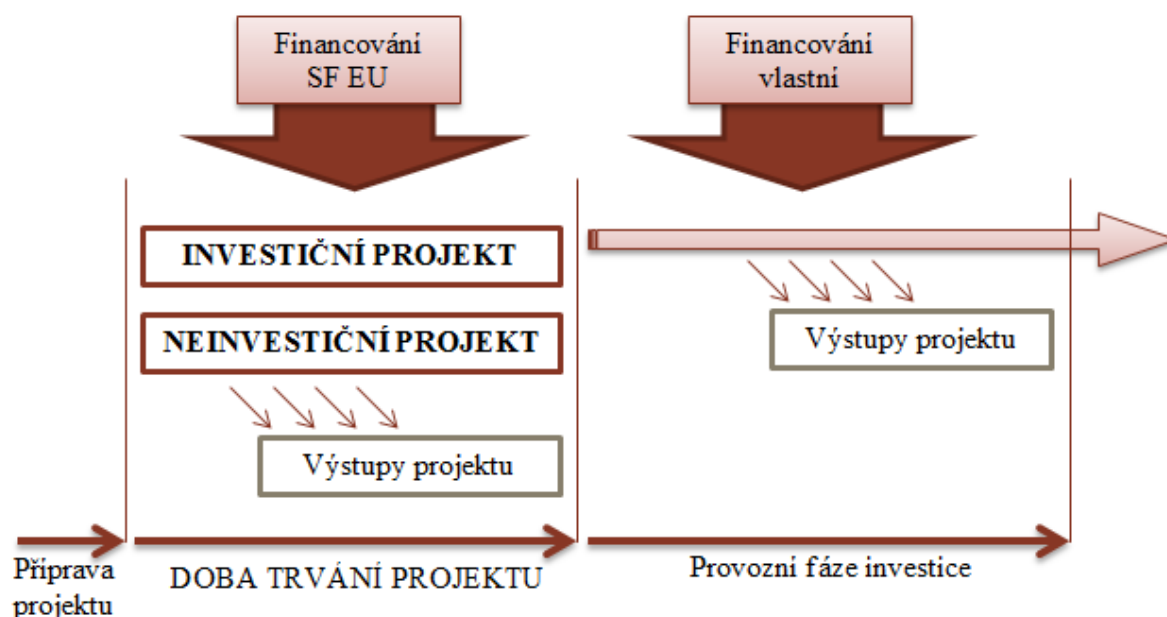 Financování
SF EU
Financování
vlastní
INVESTIČNÍ PROJEKT
NEINVESTIČNÍ PROJEKT
Výstupy projektu
Výstupy projektu
Příprava
projektu
DOBA TRVÁNÍ PROJEKTU
Provozní fáze investice